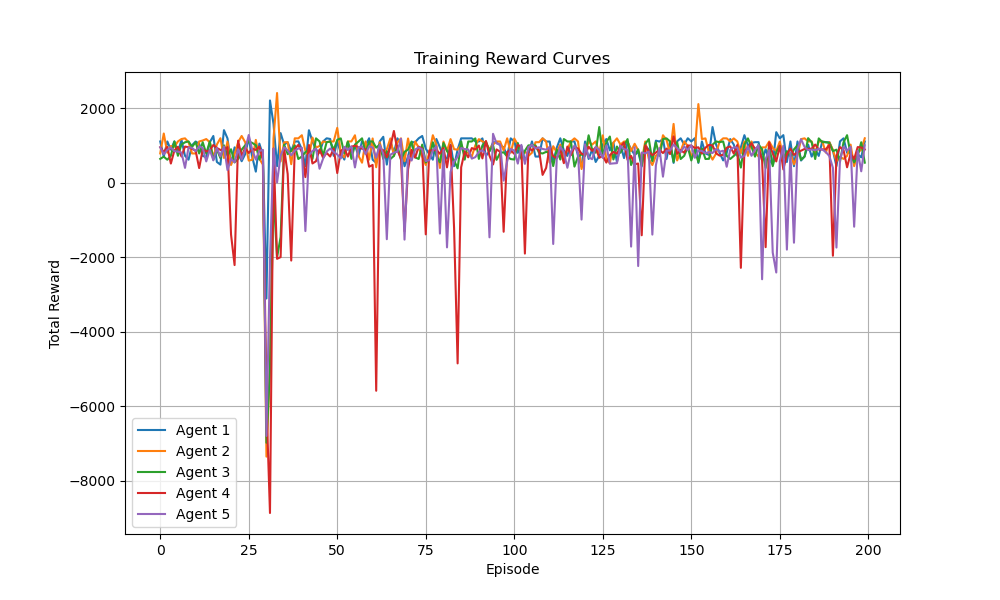 Training Reward Curves
Total Reward
2000
0
−2000
−4000
−6000
−8000
Agent 1
Agent 2
Agent 3
Agent 4
Agent 5
0 25 50 75 100 125 150 175 200
Episode